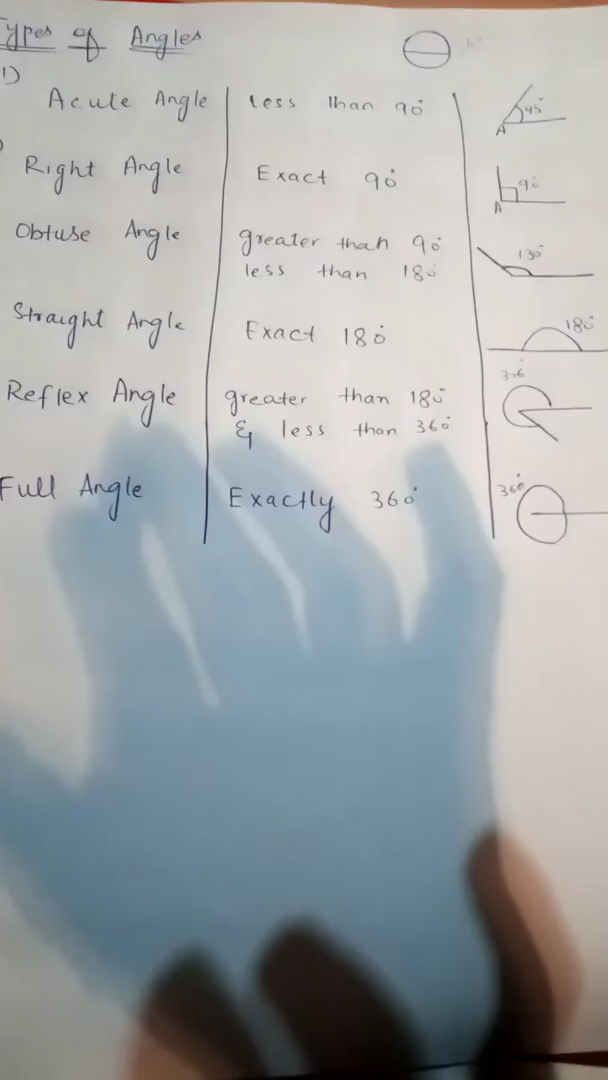 Types of Angles
1)
Acute Angle less than 90° 45° A
Right Angle Exact 90° 90° A
Obtuse Angle greater than 90° 130°
less than 180°
Straight Angle Exact 180° 180°
Reflex Angle greater than 180°
& less than 360°
Full Angle Exactly 360° 360°